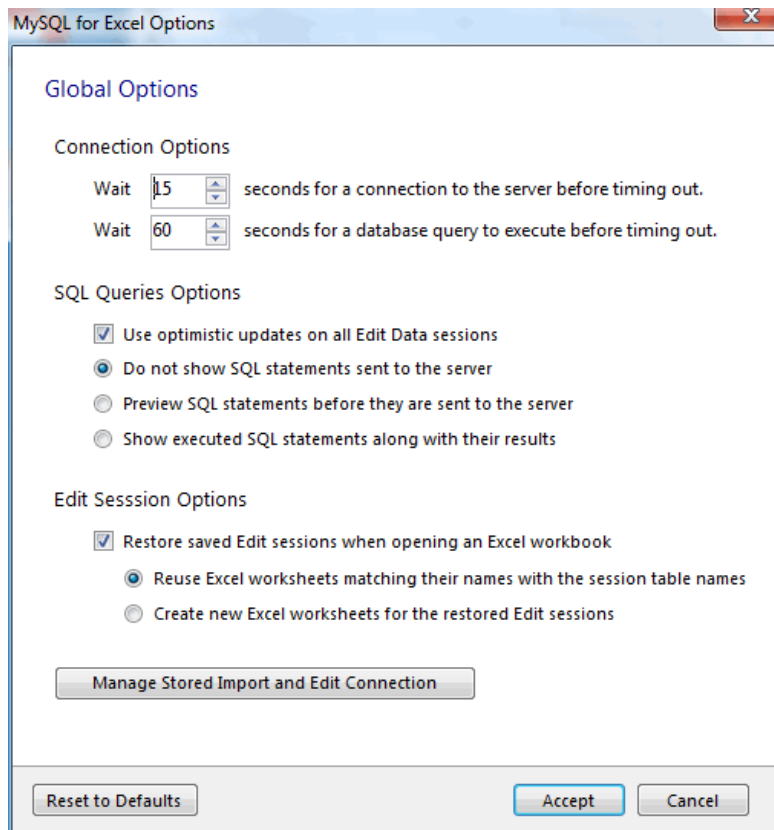 MySQL for Excel Options
X
Global Options
Connection Options
Wait 15 seconds for a connection to the server before timing out.
Wait 60 seconds for a database query to execute before timing out.
SQL Queries Options
Use optimistic updates on all Edit Data sessions
Do not show SQL statements sent to the server
Preview SQL statements before they are sent to the server
Show executed SQL statements along with their results
Edit Sesssion Options
Restore saved Edit sessions when opening an Excel workbook
Reuse Excel worksheets matching their names with the session table names
Create new Excel worksheets for the restored Edit sessions
Manage Stored Import and Edit Connection
Reset to Defaults Accept Cancel